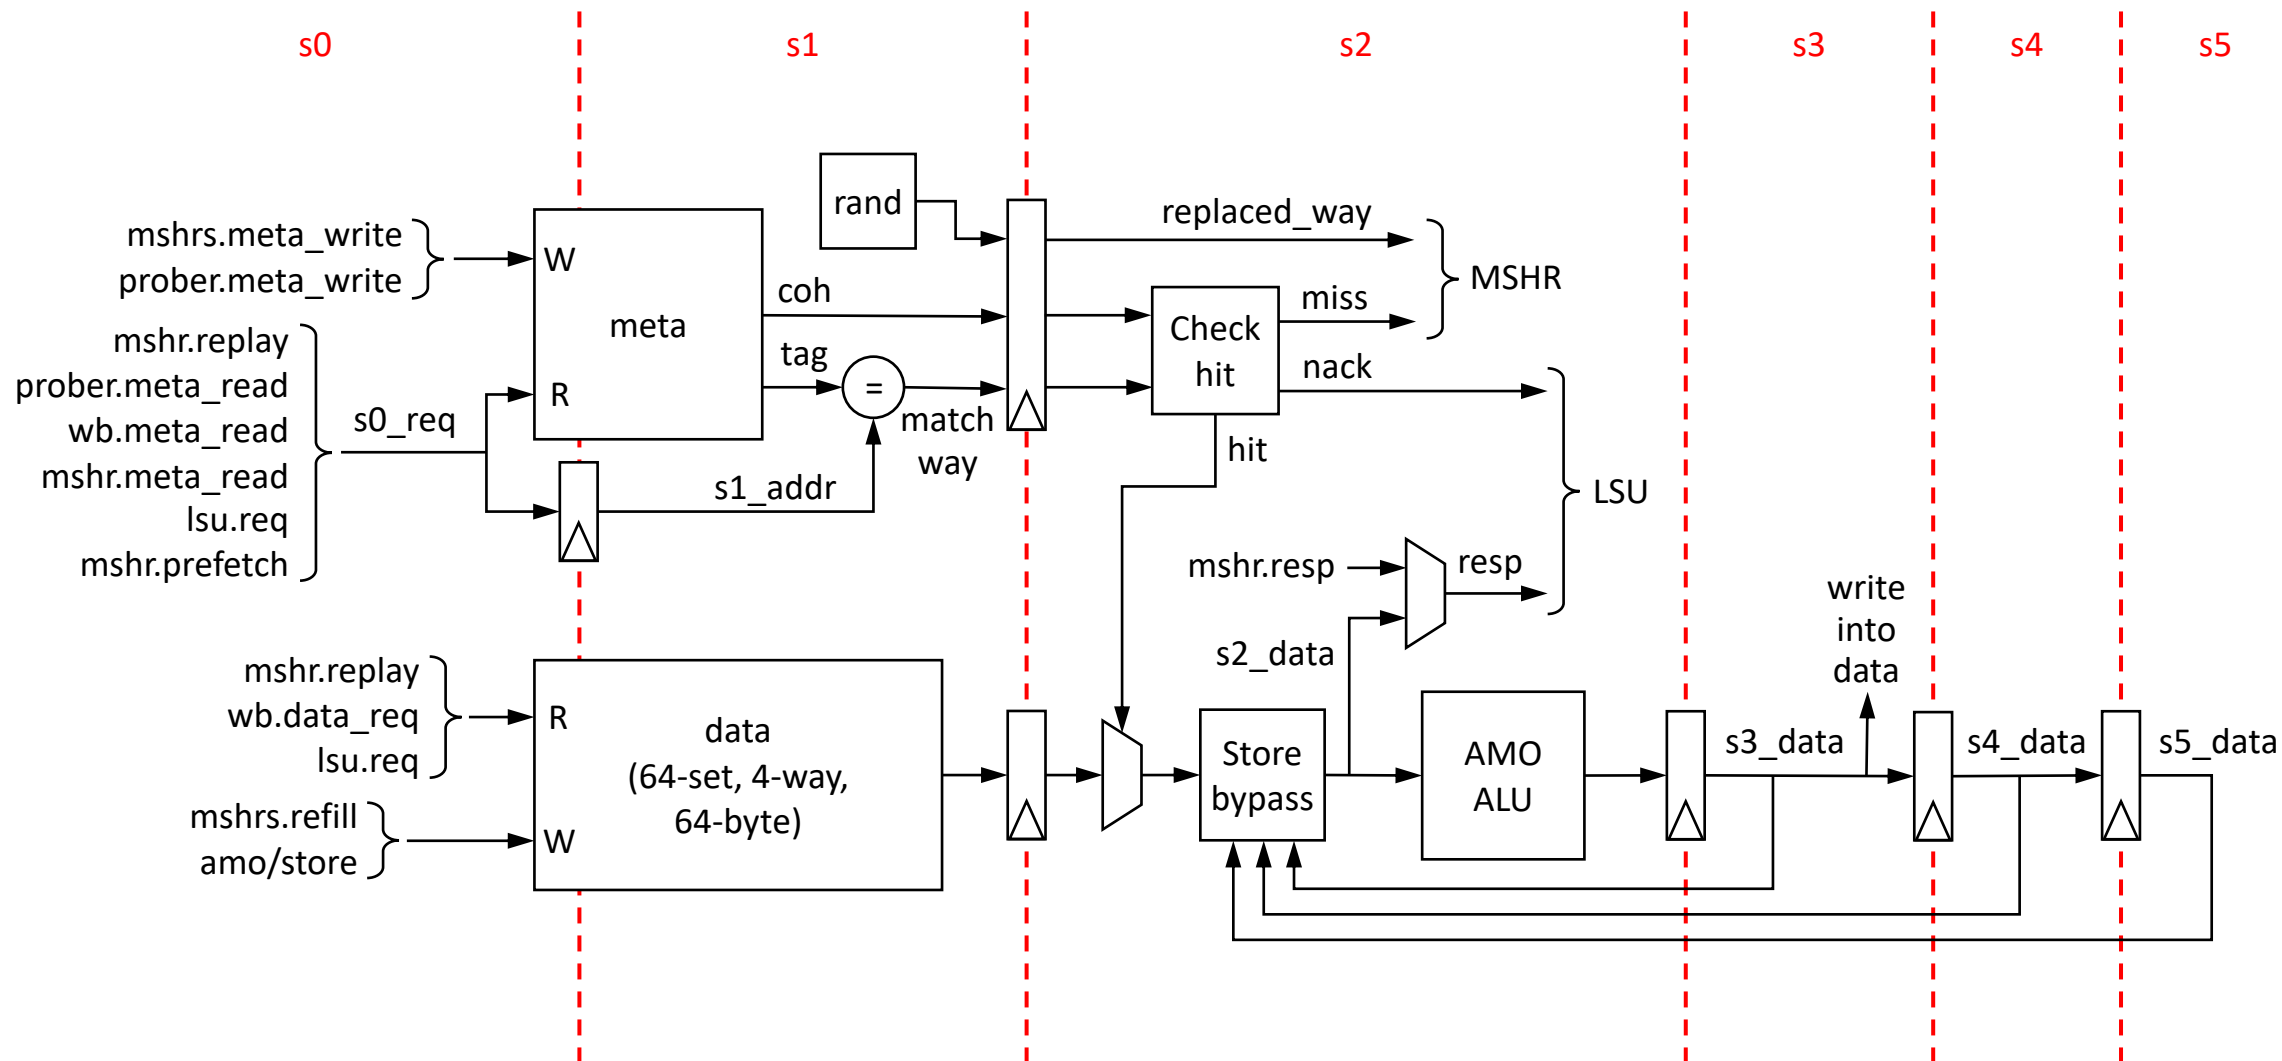 s0
s1
s2
s3
s4
s5
rand
replaced_way
mshrs.meta_write
prober.meta_write
W
MSHR
coh
miss
meta
Check
hit
mshr.replay
prober.meta_read
wb.meta_read
mshr.meta_read
lsu.req
mshr.prefetch
s0_req
R
tag
=
match
way
nack
hit
s1_addr
LSU
mshr.resp
resp
write
into
data
s2_data
mshr.replay
wb.data_req
lsu.req
R
data
(64-set, 4-way,
64-byte)
Store
bypass
AMO
ALU
s3_data
s4_data
s5_data
mshrs.refill
amo/store
W